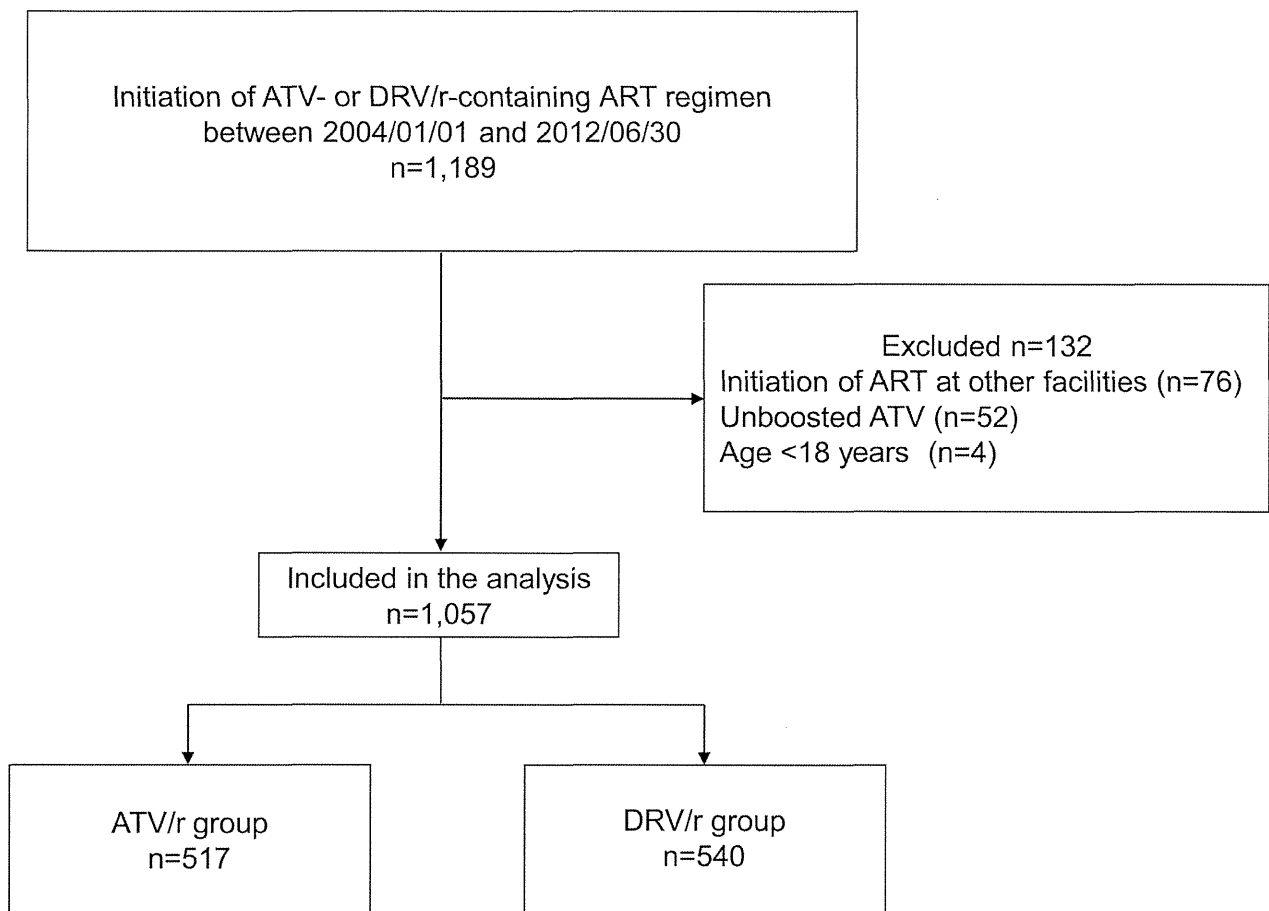 Initiation of ATV- or DRV/r-containing ART regimen
between 2004/01/01 and 2012/06/30
n=1,189
Excluded n=132
Initiation of ART at other facilities (n=76)
Unboosted ATV (n=52)
Age <18 years (n=4)
Included in the analysis
n=1,057
ATV/r group
n=517
DRV/r group
n=540